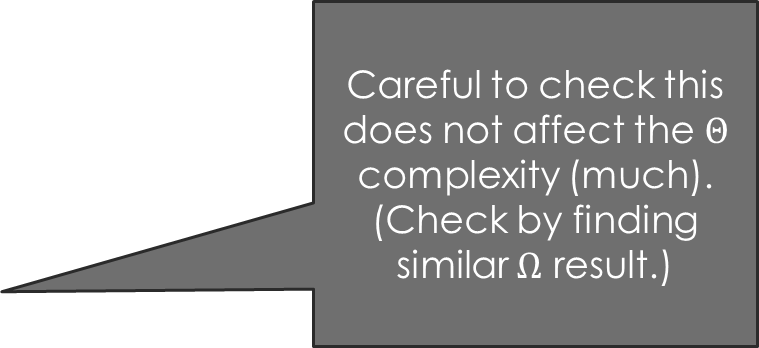 Careful to check this
does not affect the Θ
complexity (much).
(Check by finding
similar Ω result.)